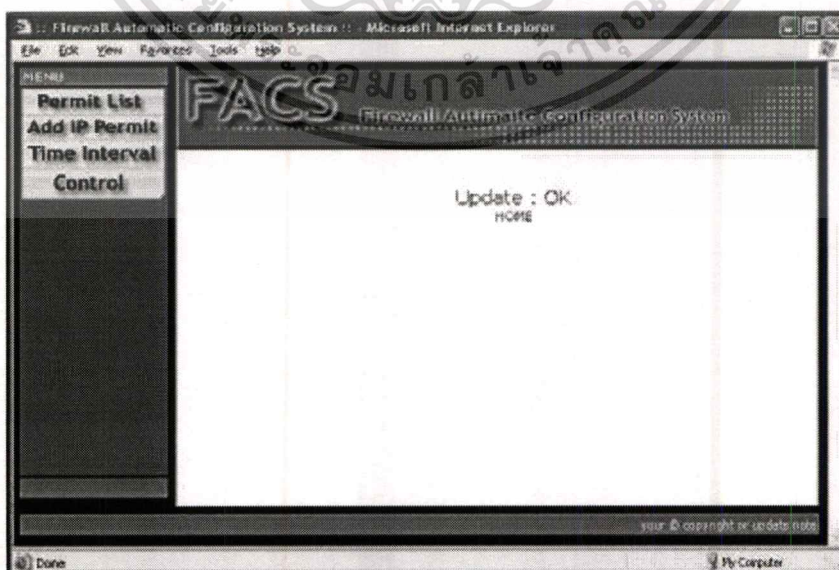 :: Firewall Automatic Configuration System :: - Microsoft Internet Explorer
File Edit View Favorites Tools Help
MENU
Permit List
Add IP Permit
Time Interval
Control
FACS
Firewall Autimaite Configuration System
Update : OK
HOME
your © copyright or update note
Done
My Computer